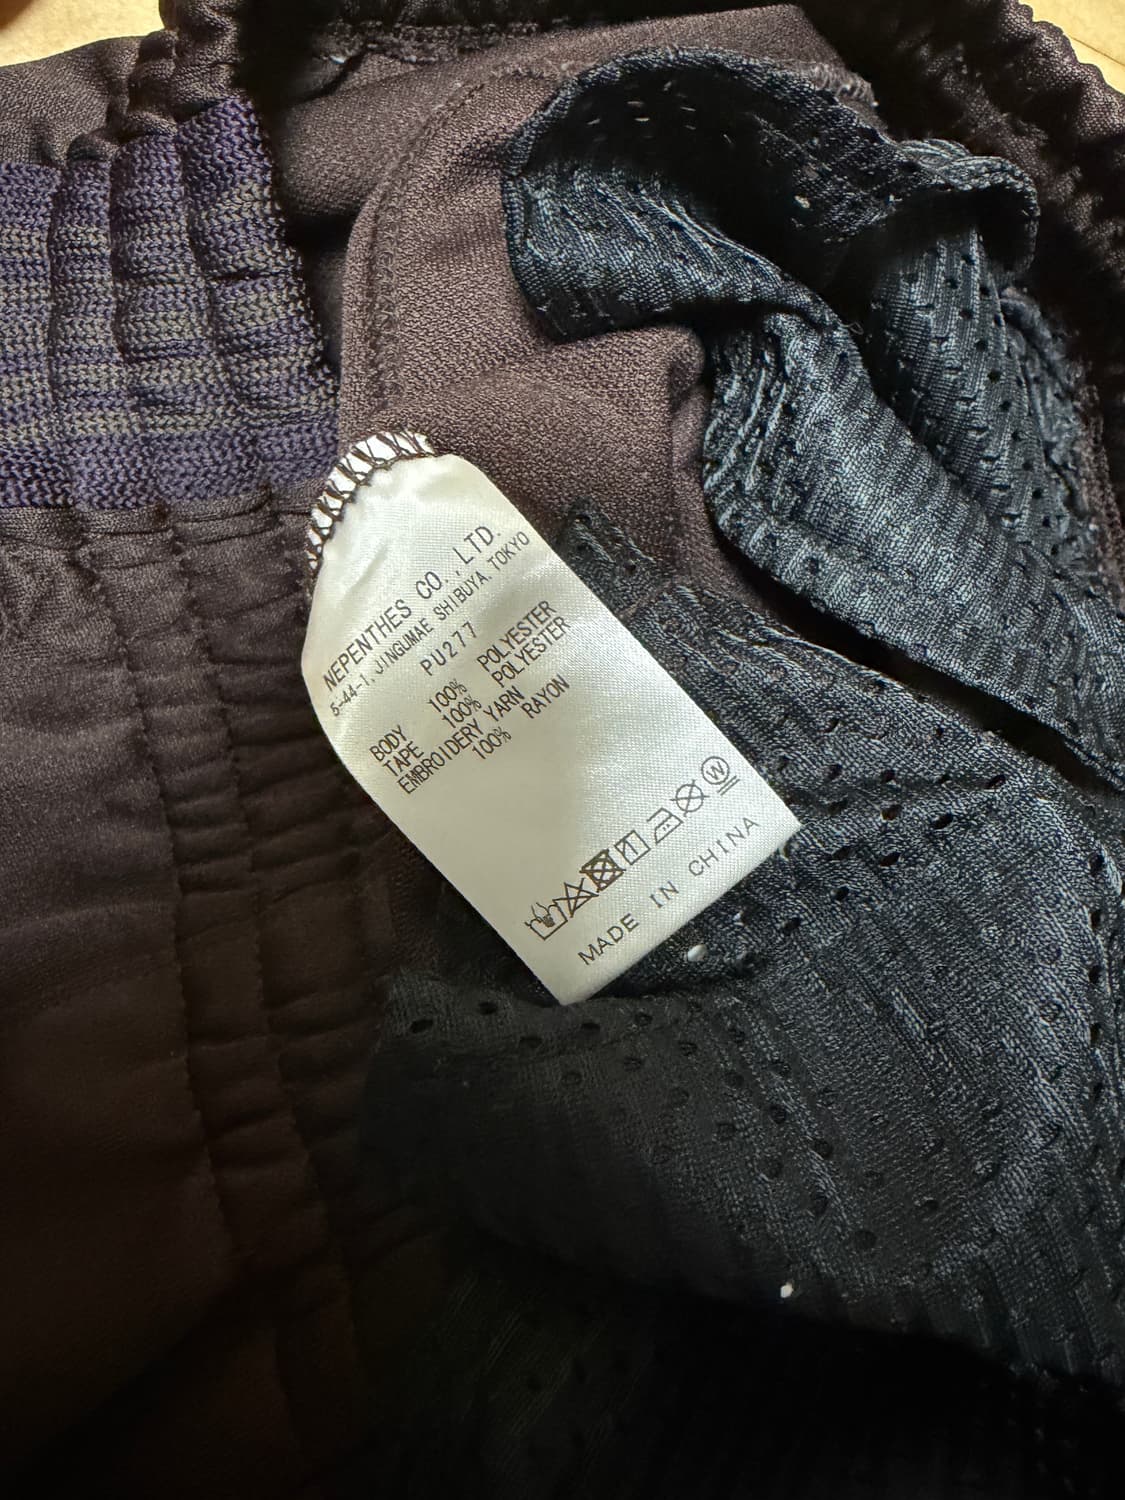 NEPENTHES CO.,LTD.
5-44-1, JINGUMAE SHIBUYA, TOKYO
PU277
BODY 100% POLYESTER
TAPE 100% POLYESTER
EMBROIDERY YARN
100% RAYON
W
MADE IN CHINA